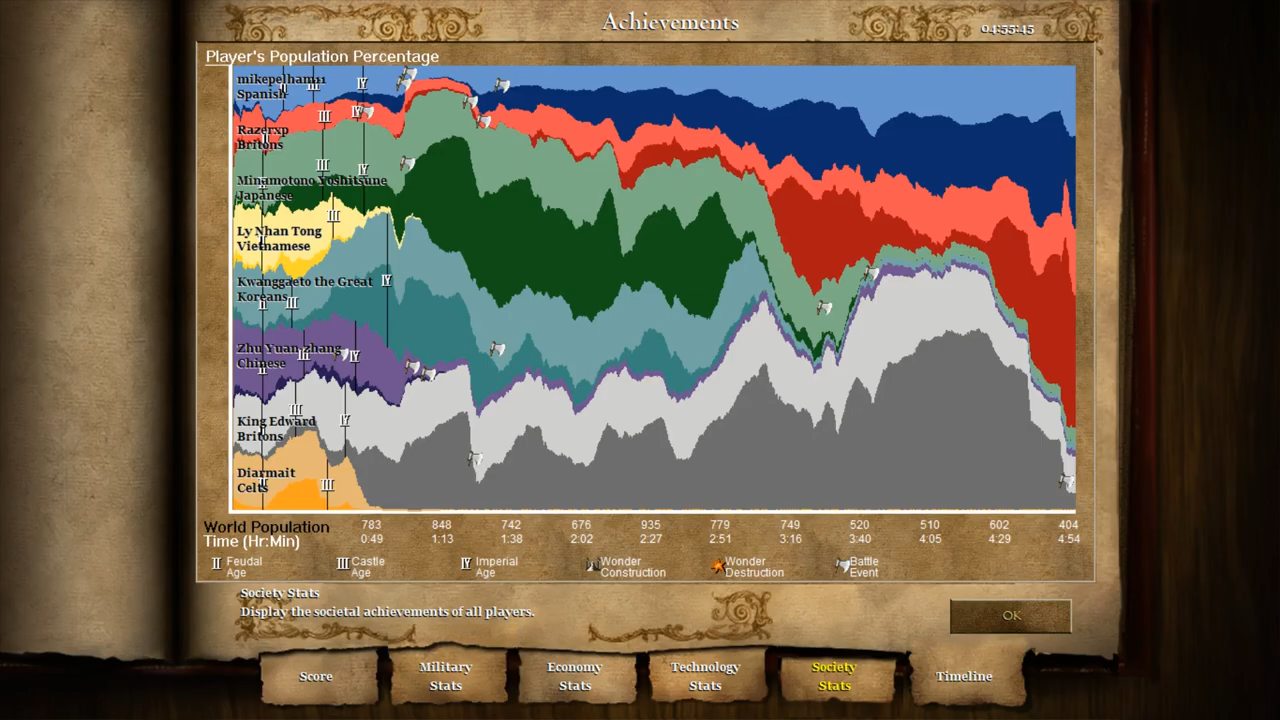 Achievements
04:55:45
Player's Population Percentage
mikepelham11
Spanish
Razerxp
Britons
Minamotono Yoshitsune
Japanese
Ly Nhan Tong
Vietnamese
Kwanggaeto the Great
Koreans
Zhu Yuan-zhang
Chinese
King Edward
Britons
Diarmait
Celts
World Population 783 848 742 676 935 779 749 520 510 602 404
Time (Hr:Min) 0:49 1:13 1:38 2:02 2:27 2:51 3:16 3:40 4:05 4:29 4:54
II Feudal Age
III Castle Age
IV Imperial Age
Wonder Construction
Wonder Destruction
Battle Event
Society Stats
Display the societal achievements of all players.
OK
Score
Military Stats
Economy Stats
Technology Stats
Society Stats
Timeline